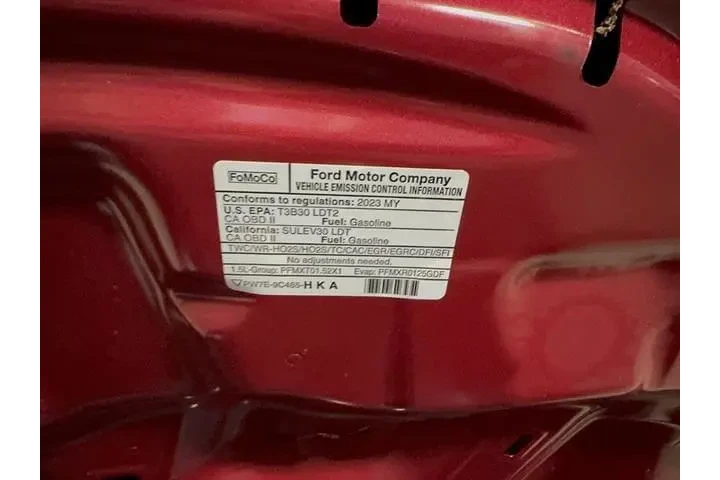 FoMoCo
Ford Motor Company
VEHICLE EMISSION CONTROL INFORMATION
Conforms to regulations: 2023 MY
U.S. EPA: T3B30 LDT2
CA OBD II Fuel: Gasoline
California: SULEV30 LDT
CA OBD II Fuel: Gasoline
TWC/WR-HO2S/HO2S/TC/CAC/EGR/EGRC/DFI/SFI
No adjustments needed.
1.5L-Group: PFMXT01.52X1 Evap: PFMXR0125GDF
PW7E-9C485-HKA